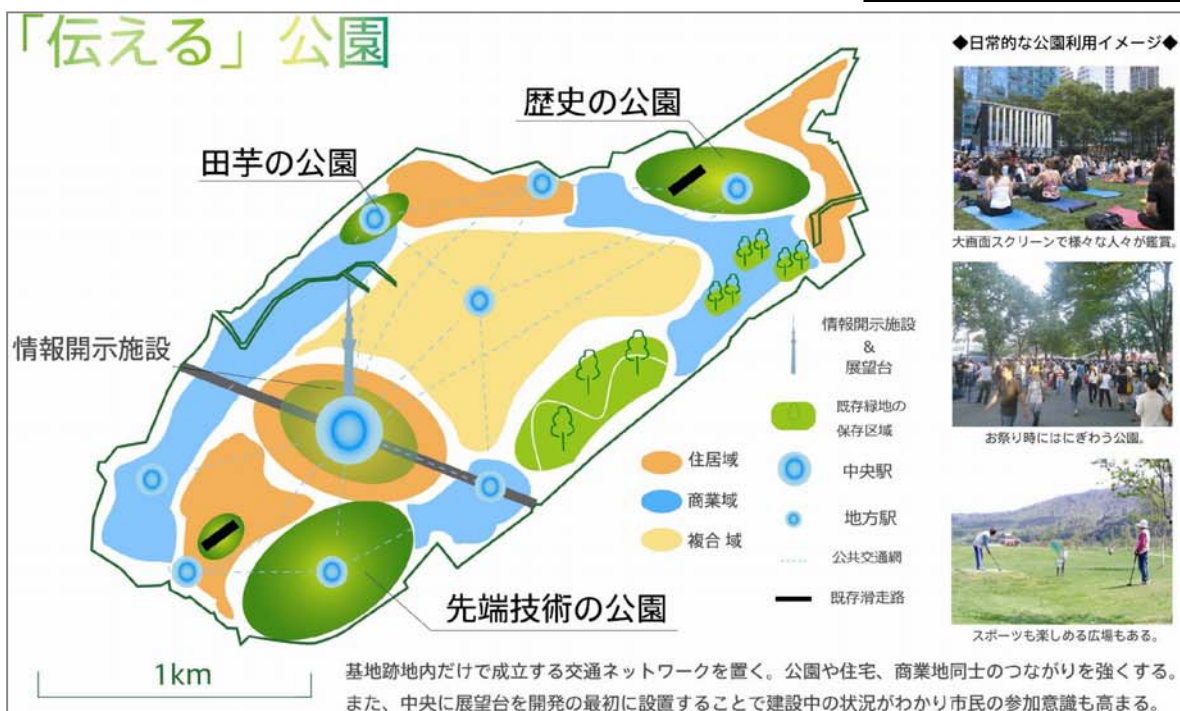 「伝える」公園
◆日常的な公園利用イメージ◆
歴史の公園
田芋の公園
大画面スクリーンで様々な人々が鑑賞。
情報開示施設
情報開示施設
&
展望台
既存緑地の
保存区域
お祭り時にはにぎわう公園。
住居域
中央駅
商業域
地方駅
複合 域
公共交通網
既存滑走路
先端技術の公園
スポーツも楽しめる広場もある。
1km
基地跡地内だけで成立する交通ネットワークを置く。公園や住宅、商業地同士のつながりを強くする。
また、中央に展望台を開発の最初に設置することで建設中の状況がわかり市民の参加意識も高まる。